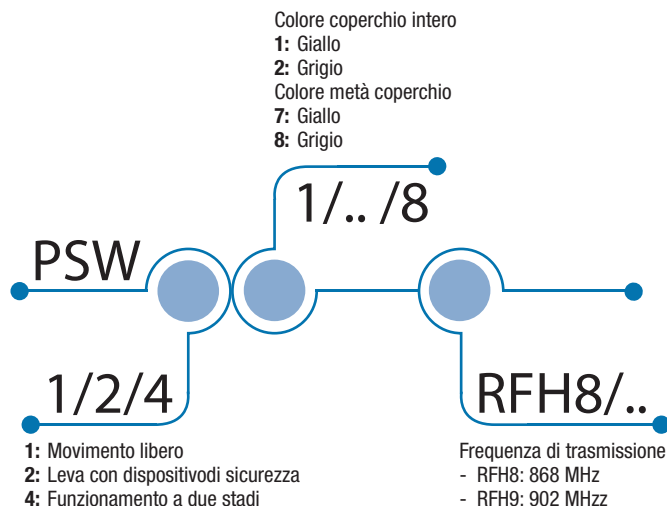 Colore coperchio intero
1: Giallo
2: Grigio
Colore metà coperchio
7: Giallo
8: Grigio
1/.. /8
PSW
1/2/4
RFH8/..
1: Movimento libero
2: Leva con dispositivodi sicurezza
4: Funzionamento a due stadi
Frequenza di trasmissione
- RFH8: 868 MHz
- RFH9: 902 MHzz